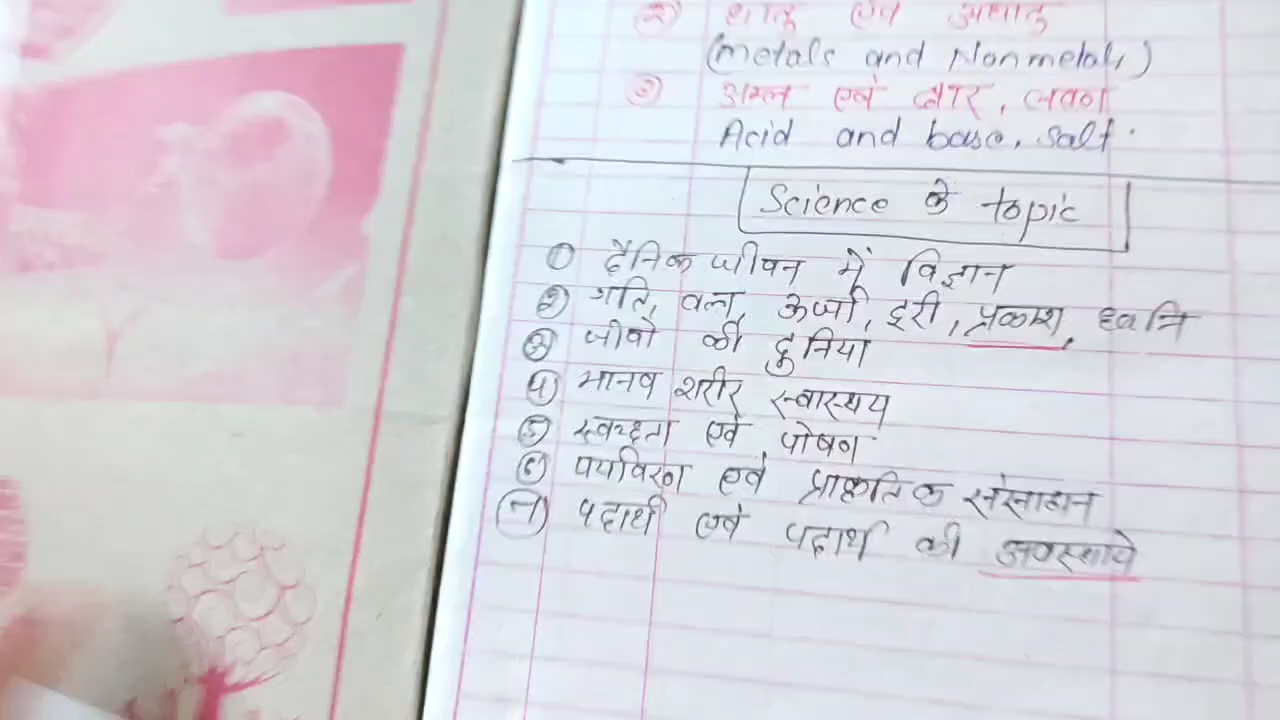 ② धातु एवं अधातु
(Metals and Nonmetals)
③ अम्ल एवं क्षार, लवण
Acid and base, salt.
Science के topic
① दैनिक जीवन में विज्ञान
② गति, वल, ऊर्जा, दूरी, प्रकाश, ध्वनि
③ जीवो की दुनिया
④ मानव शरीर स्वास्थय
⑤ स्वच्छता एवं पोषण
⑥ पर्यावरण एवं प्राकृतिक संसाधन
⑦ पदार्थ एवं पदार्थ की अवस्थाये